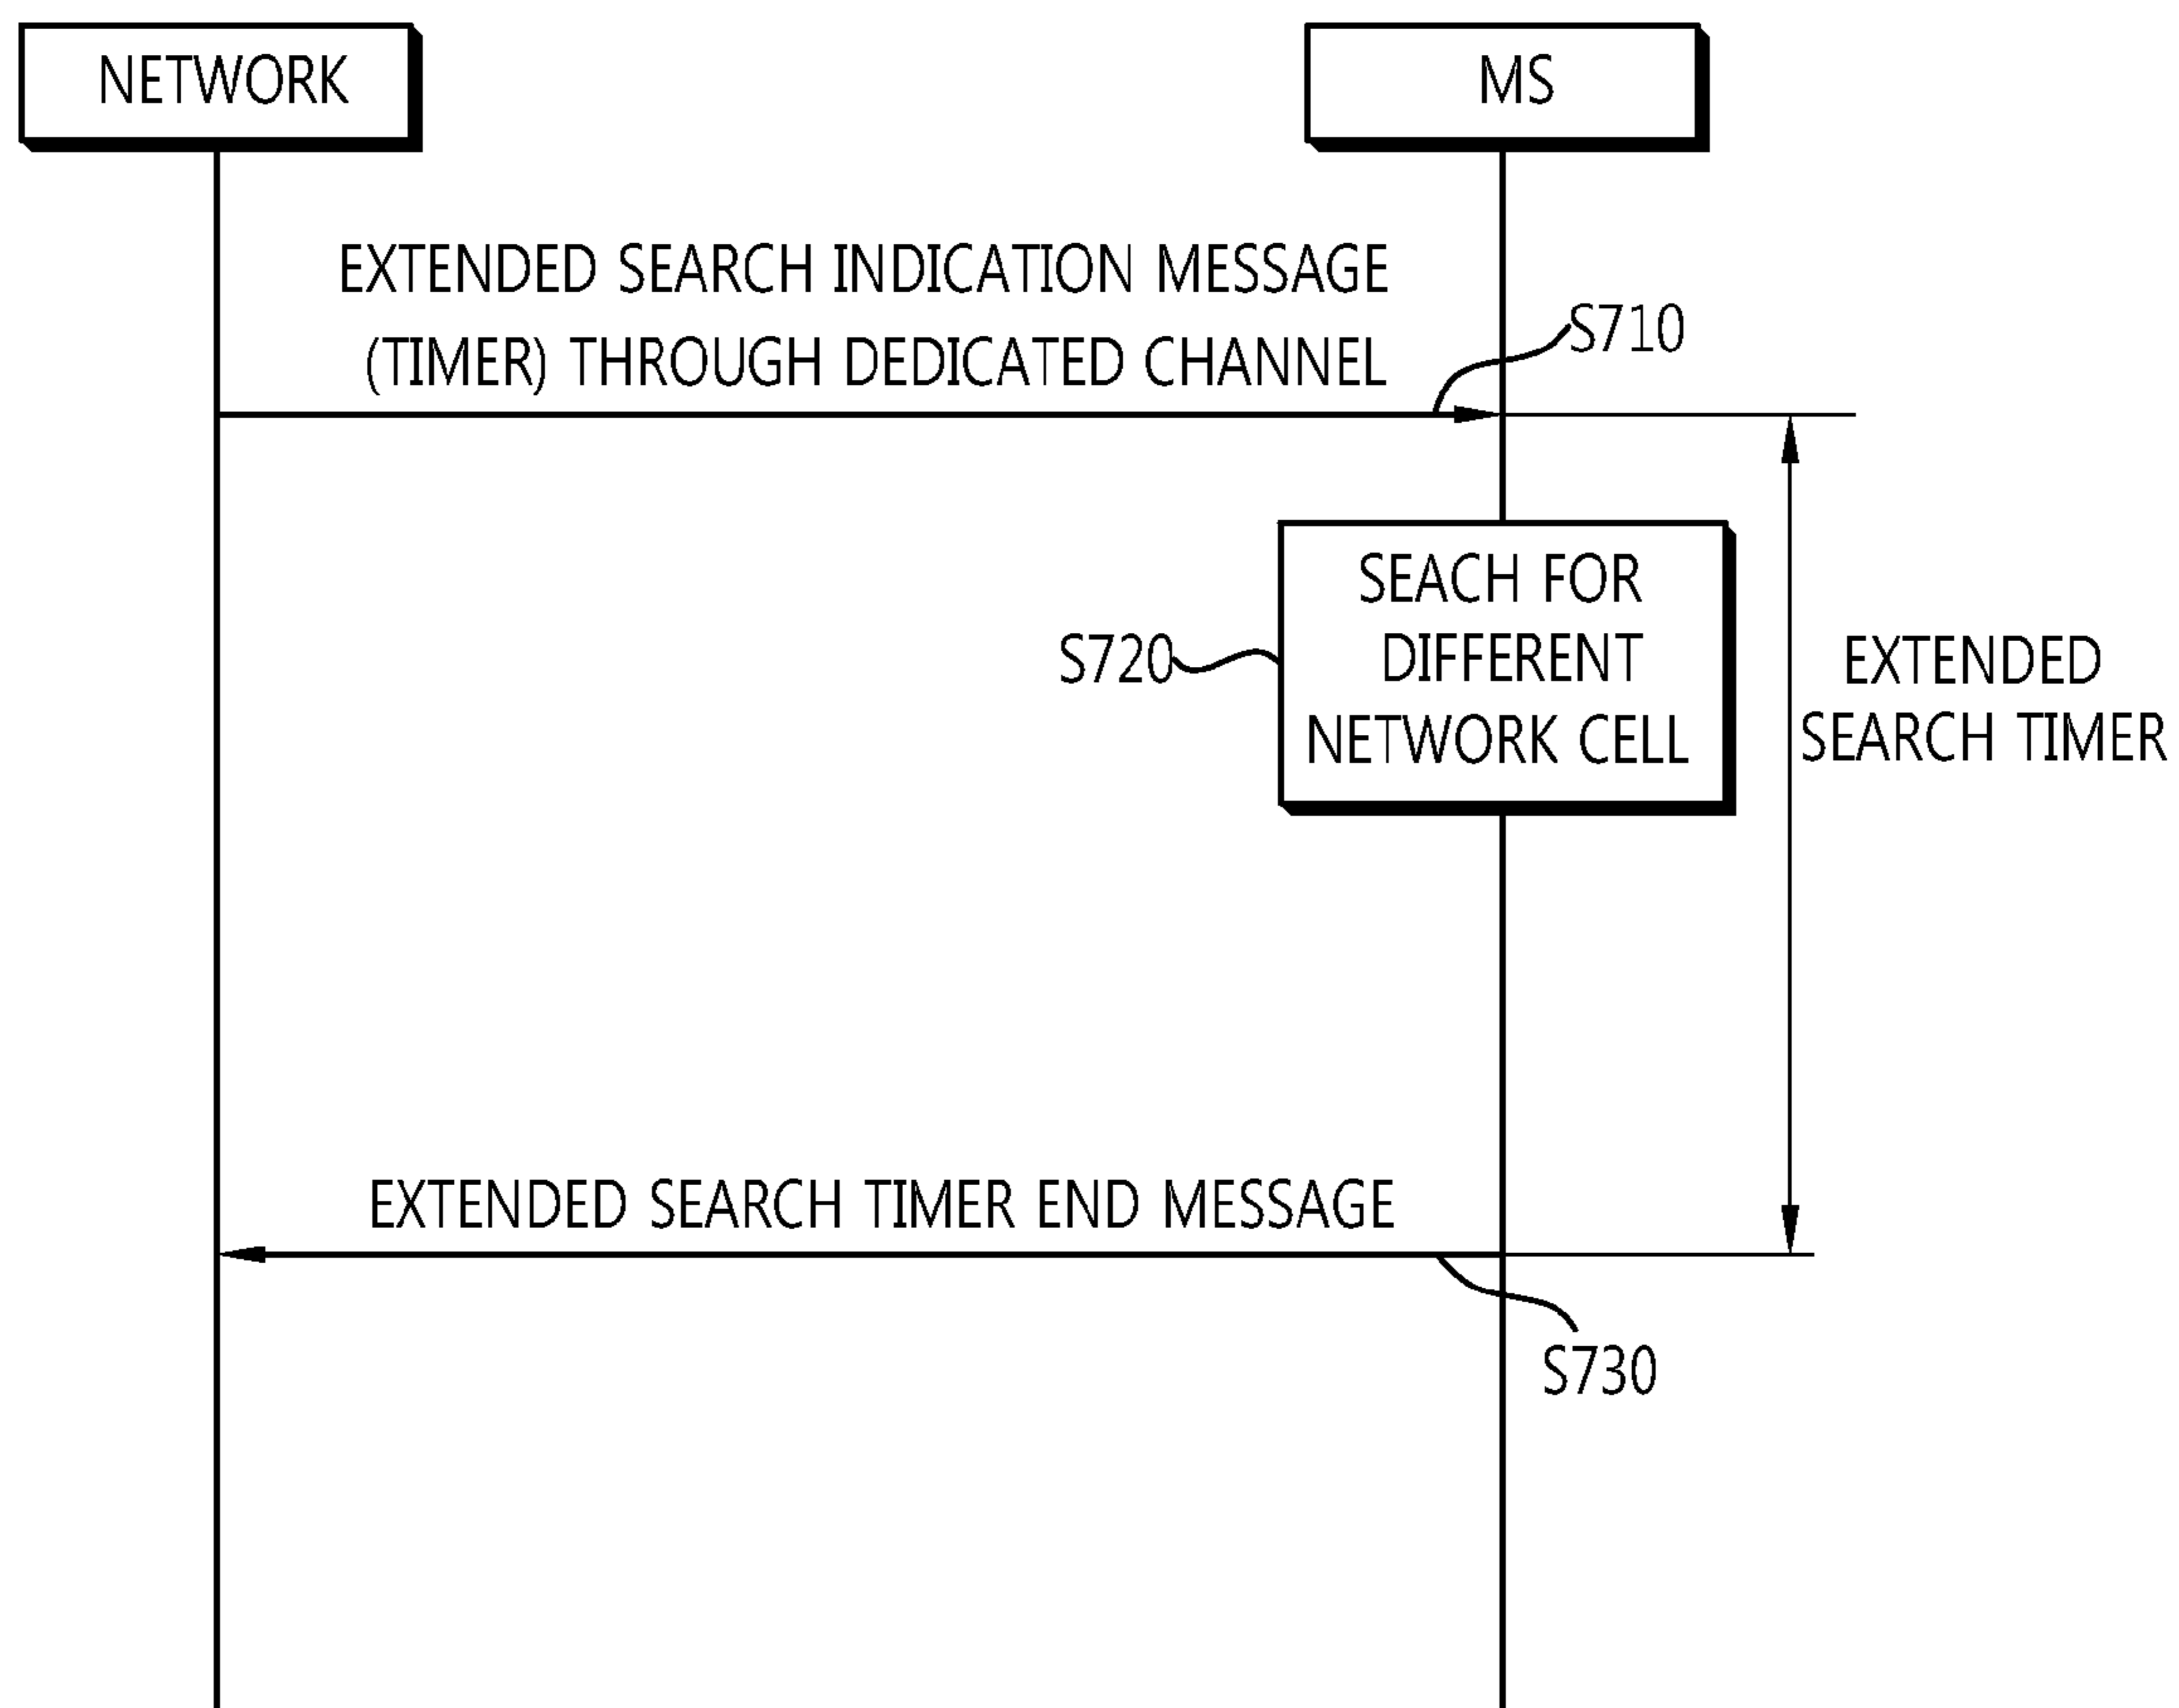 NETWORK
MS
EXTENDED SEARCH INDICATION MESSAGE
(TIMER) THROUGH DEDICATED CHANNEL
S710
SEACH FOR
DIFFERENT
NETWORK CELL
S720
EXTENDED
SEARCH TIMER
EXTENDED SEARCH TIMER END MESSAGE
S730